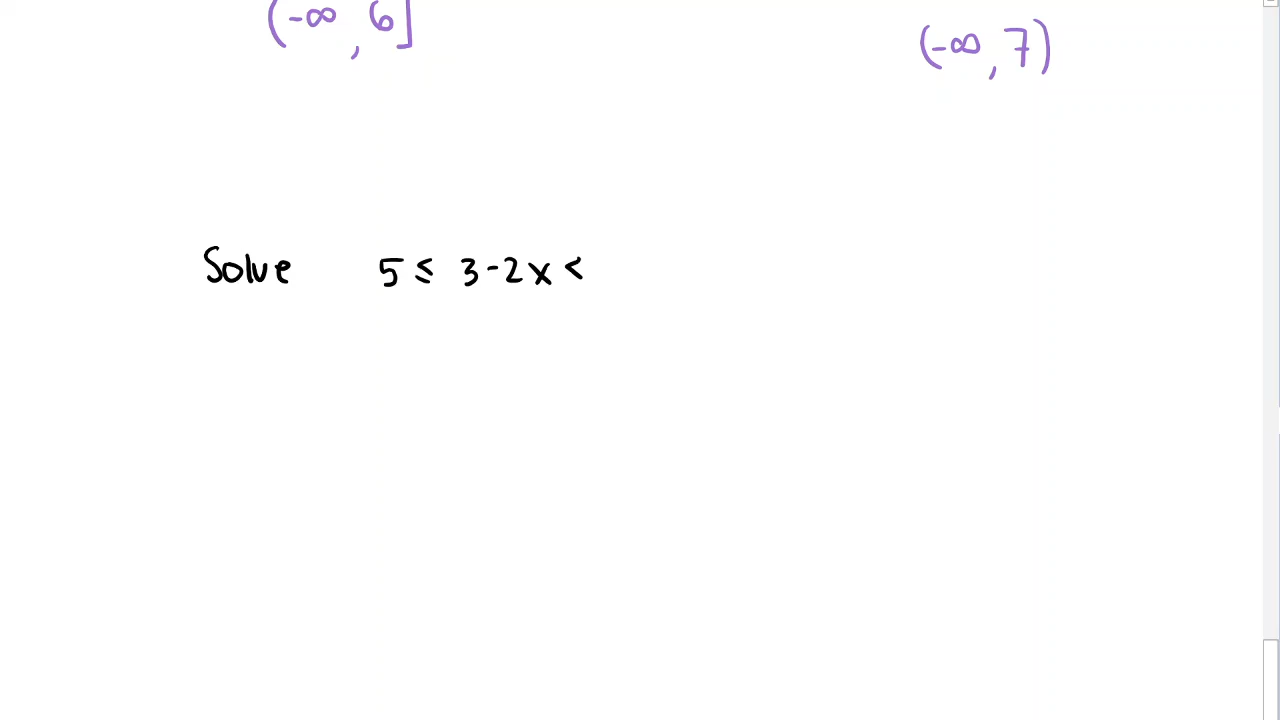 (-∞, 6]
(-∞, 7)
Solve 5 ≤ 3-2x <